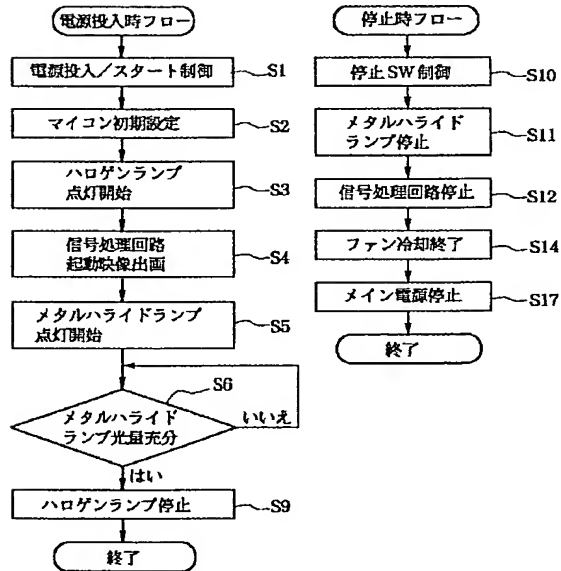 電源投入時フロー
電源投入／スタート制御
S1
マイコン初期設定
S2
ハロゲンランプ
点灯開始
S3
信号処理回路
起動映像出画
S4
メタルハライドランプ
点灯開始
S5
S6
メタルハライド
ランプ光量充分
いいえ
はい
ハロゲンランプ停止
S9
終了
停止時フロー
停止SW制御
S10
メタルハライド
ランプ停止
S11
信号処理回路停止
S12
ファン冷却終了
S14
メイン電源停止
S17
終了